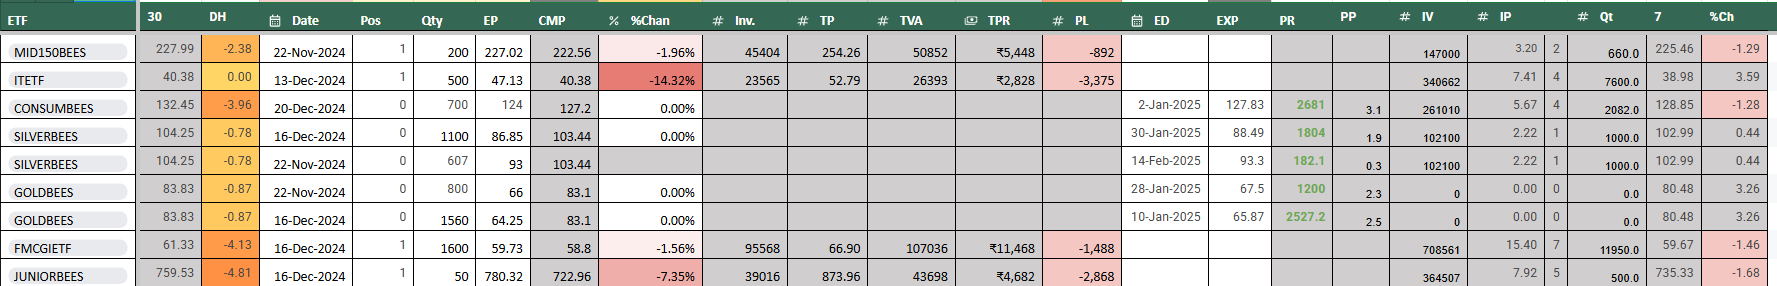 ETF 30 DH Date Pos Qty EP CMP %Chan # Inv. # TP # TVA TPR # PL ED EXP PR PP # IV # IP # Qt 7 %Ch
MID150BEES 227.99 -2.38 22-Nov-2024 1 200 227.02 222.56 -1.96% 45404 254.26 50852 ₹5,448 -892 147000 3.20 2 660.0 225.46 -1.29
ITETF 40.38 0.00 13-Dec-2024 1 500 47.13 40.38 -14.32% 23565 52.79 26393 ₹2,828 -3,375 340662 7.41 4 7600.0 38.98 3.59
CONSUMBEES 132.45 -3.96 20-Dec-2024 0 700 124 127.2 0.00% 2-Jan-2025 127.83 2681 3.1 261010 5.67 4 2082.0 128.85 -1.28
SILVERBEES 104.25 -0.78 16-Dec-2024 0 1100 86.85 103.44 0.00% 30-Jan-2025 88.49 1804 1.9 102100 2.22 1 1000.0 102.99 0.44
SILVERBEES 104.25 -0.78 22-Nov-2024 0 607 93 103.44 14-Feb-2025 93.3 182.1 0.3 102100 2.22 1 1000.0 102.99 0.44
GOLDBEES 83.83 -0.87 22-Nov-2024 0 800 66 83.1 0.00% 28-Jan-2025 67.5 1200 2.3 0 0.00 0 0.0 80.48 3.26
GOLDBEES 83.83 -0.87 16-Dec-2024 0 1560 64.25 83.1 0.00% 10-Jan-2025 65.87 2527.2 2.5 0 0.00 0 0.0 80.48 3.26
FMCGIETF 61.33 -4.13 16-Dec-2024 1 1600 59.73 58.8 -1.56% 95568 66.90 107036 ₹11,468 -1,488 708561 15.40 7 11950.0 59.67 -1.46
JUNIORBEES 759.53 -4.81 16-Dec-2024 1 50 780.32 722.96 -7.35% 39016 873.96 43698 ₹4,682 -2,868 364507 7.92 5 500.0 735.33 -1.68